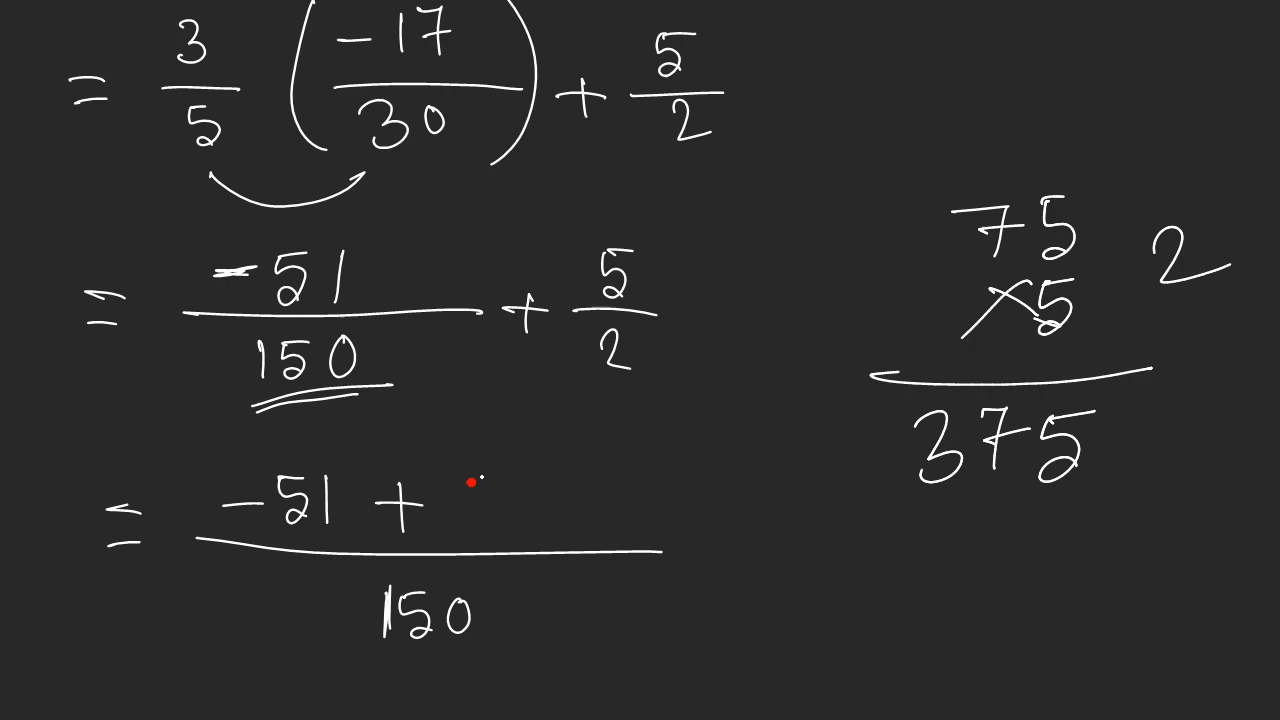 = 3/5 (-17/30) + 5/2
= -51/150 + 5/2
= -51 + /150
75 2
×5
375